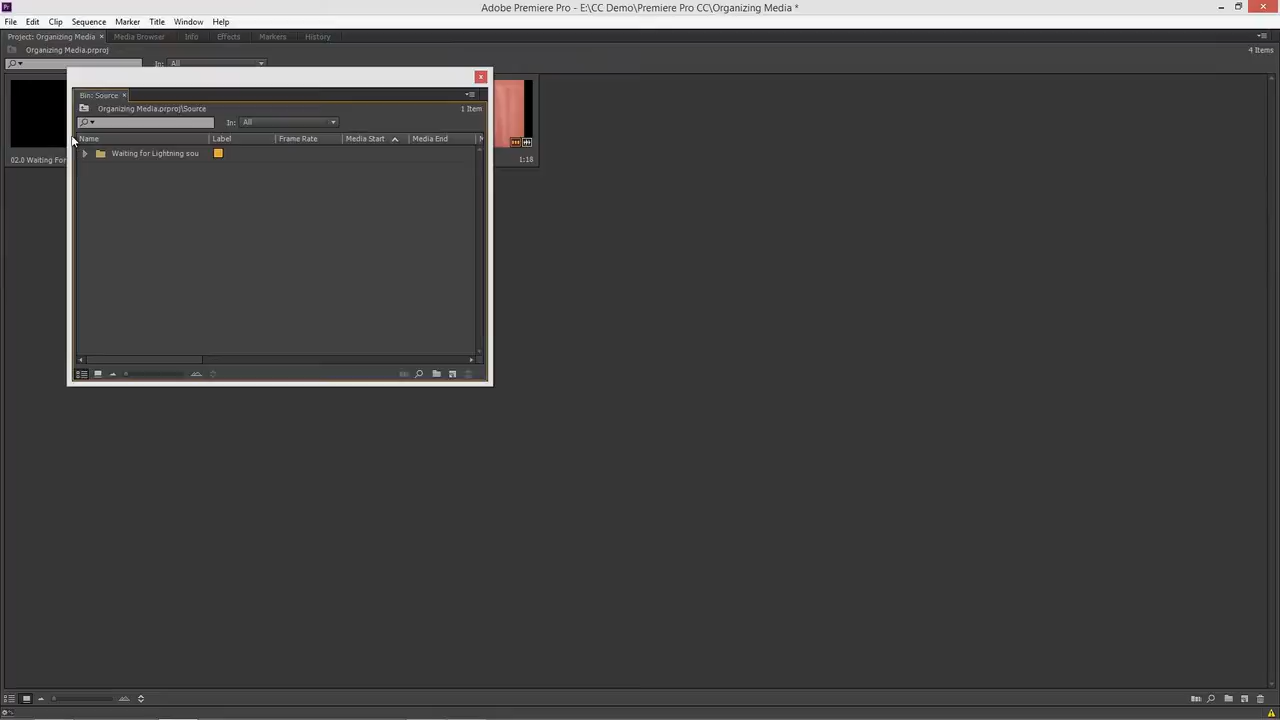 Adobe Premiere Pro - E:\CC Demo\Premiere Pro CC\Organizing Media.prproj *
File Edit Clip Sequence Marker Title Window Help
Project: Organizing Media × Media Browser Info Effects Markers History
Organizing Media.prproj 4 Items
In: All
Bin: Source ×
Organizing Media.prproj\Source 1 Item
In: All
Name Label Frame Rate Media Start Media End
Waiting for Lightning sou
02.0 Waiting For 1:18